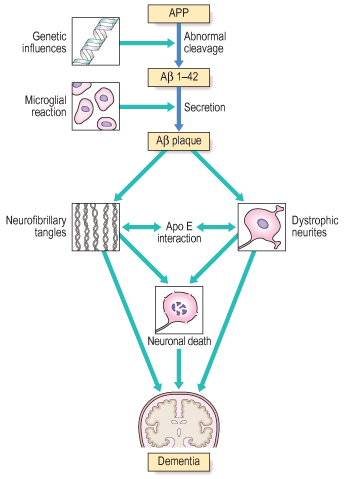 APP
Genetic
influences
Abnormal
cleavage
Aβ 1–42
Microglial
reaction
Secretion
Aβ plaque
Neurofibrillary
tangles
Apo E
interaction
Dystrophic
neurites
Neuronal death
Dementia